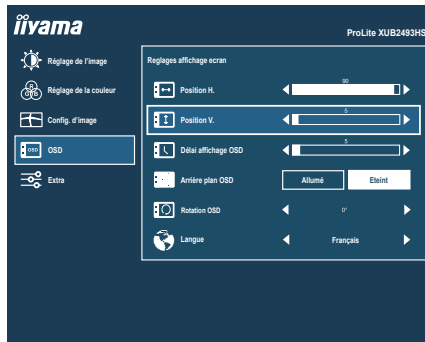 iiyama
ProLite XUB2493HS
Réglage de l'image
Réglage de la couleur
Config. d'image
OSD
OSD
Extra
Reglages affichage ecran
Position H.
90
Position V.
5
Délai affichage OSD
5
Arrière plan OSD
Allumé
Eteint
Rotation OSD
0°
Langue
Français